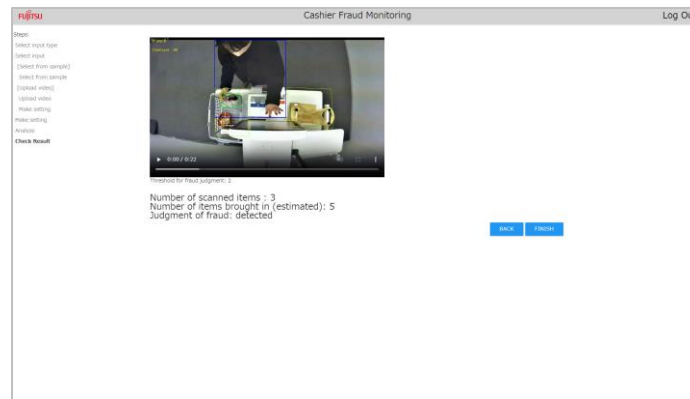 FUJITSU
Cashier Fraud Monitoring
Log Ou
Steps:
Select input type
Select input
[Select from sample]
Select from sample
[Upload video]
Upload video
Make setting
Make setting
Analyze
Check Result
0:00 / 0:22
Threshold for fraud judgment: 3
Number of scanned items : 3
Number of items brought in (estimated): 5
Judgment of fraud: detected
BACK
FINISH